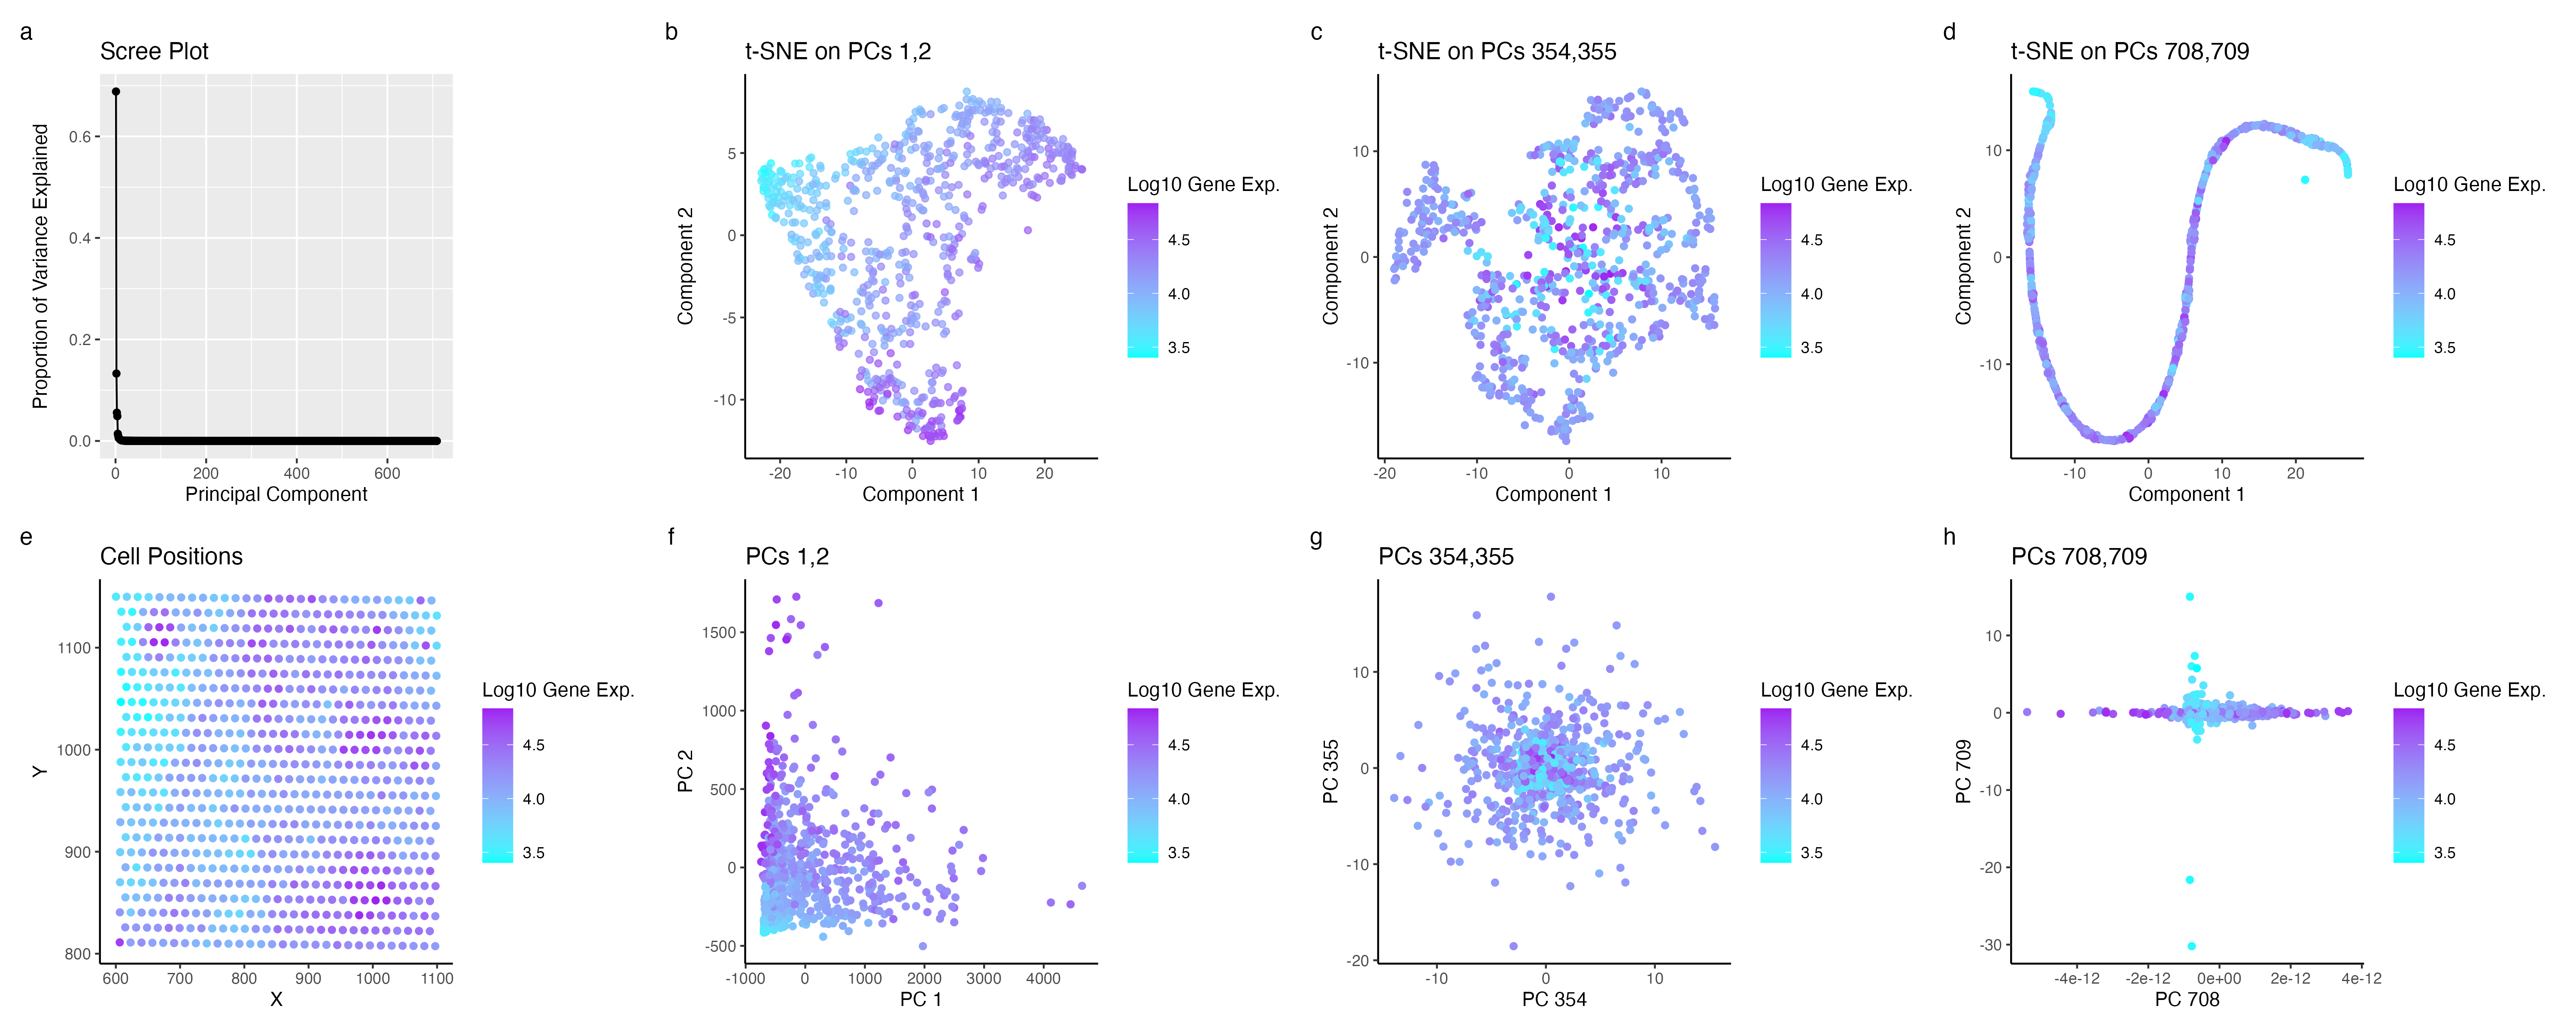 a
Scree Plot
Proportion of Variance Explained
0.6
0.4
0.2
0.0
0
200
400
600
Principal Component
b
t-SNE on PCs 1,2
Component 2
5
0
-5
-10
-20
-10
0
10
20
Component 1
Log10 Gene Exp.
4.5
4.0
3.5
c
t-SNE on PCs 354,355
Component 2
10
0
-10
-20
-10
0
10
Component 1
Log10 Gene Exp.
4.5
4.0
3.5
d
t-SNE on PCs 708,709
Component 2
10
0
-10
-10
0
10
20
Component 1
Log10 Gene Exp.
4.5
4.0
3.5
e
Cell Positions
Y
1100
1000
900
800
600
700
800
900
1000
1100
X
Log10 Gene Exp.
4.5
4.0
3.5
f
PCs 1,2
PC 2
1500
1000
500
0
-500
-1000
0
1000
2000
3000
4000
PC 1
Log10 Gene Exp.
4.5
4.0
3.5
g
PCs 354,355
PC 355
10
0
-10
-20
-10
0
10
PC 354
Log10 Gene Exp.
4.5
4.0
3.5
h
PCs 708,709
PC 709
10
0
-10
-20
-30
-4e-12
-2e-12
0e+00
2e-12
4e-12
PC 708
Log10 Gene Exp.
4.5
4.0
3.5